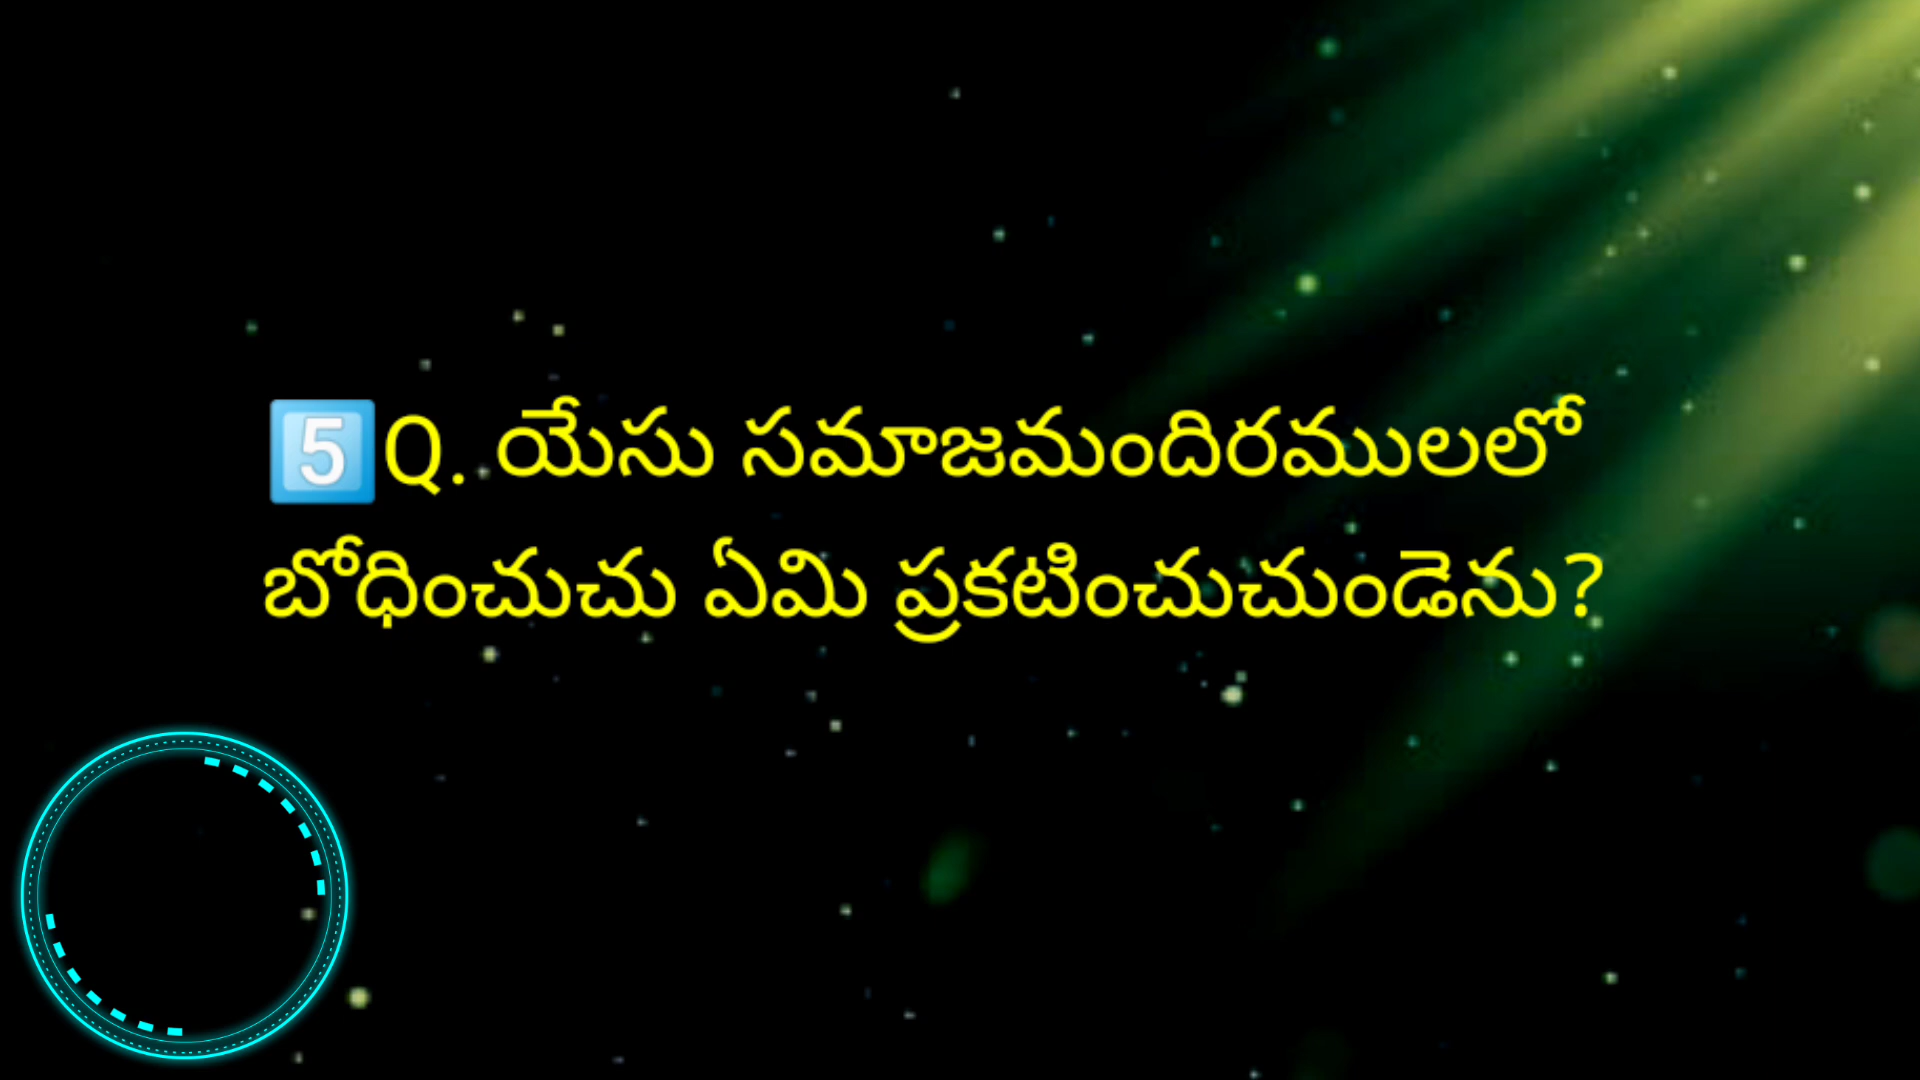 5️⃣Q. యేసు సమాజమందిరములలో
బోధించుచు ఏమి ప్రకటించుచుండెను?